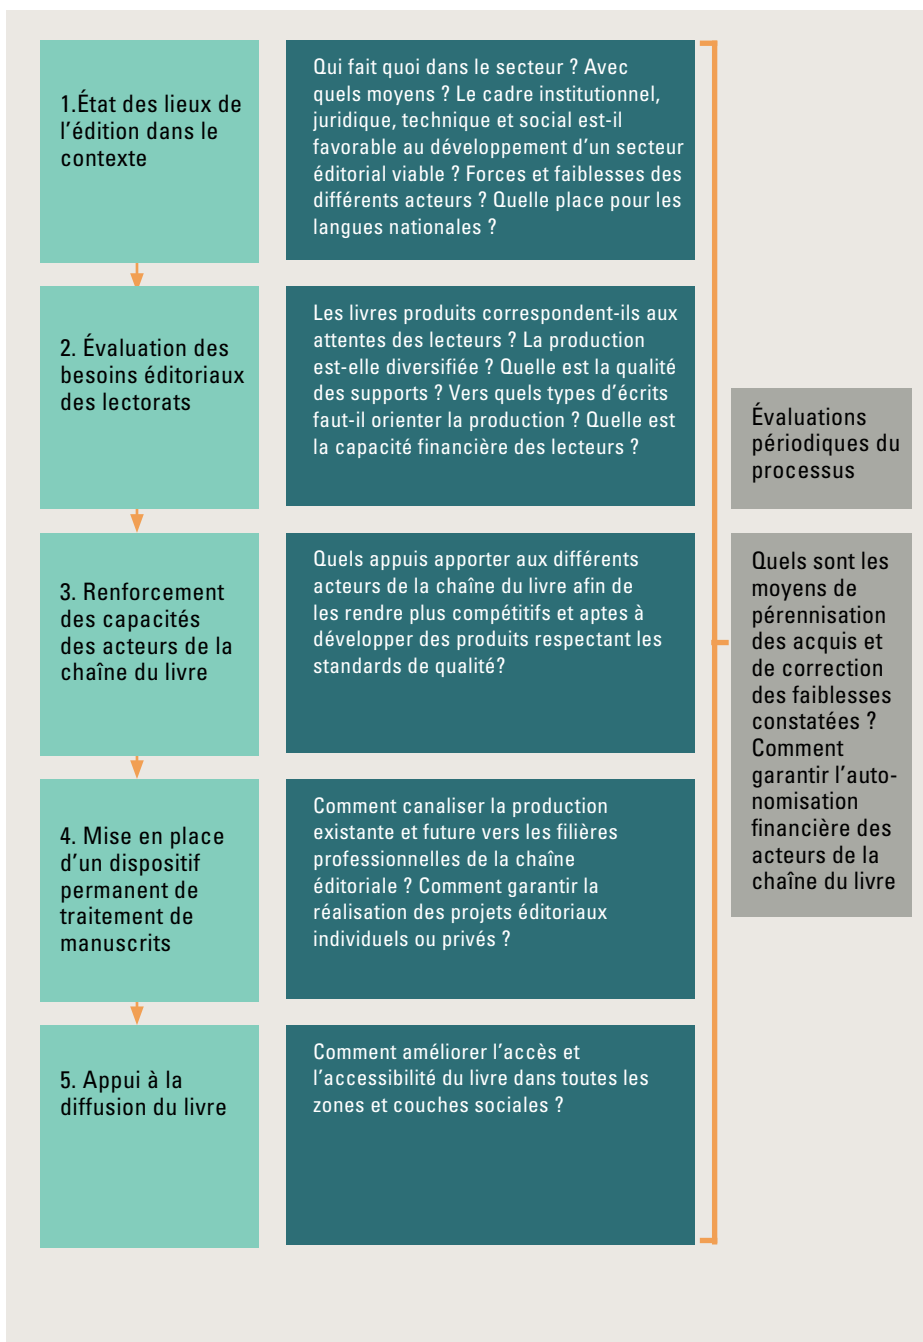 1.État des lieux de
l’édition dans le
contexte
Qui fait quoi dans le secteur ? Avec
quels moyens ? Le cadre institutionnel,
juridique, technique et social est-il
favorable au développement d’un secteur
éditorial viable ? Forces et faiblesses des
différents acteurs ? Quelle place pour les
langues nationales ?
2. Évaluation des
besoins éditoriaux
des lectorats
Les livres produits correspondent-ils aux
attentes des lecteurs ? La production
est-elle diversifiée ? Quelle est la qualité
des supports ? Vers quels types d’écrits
faut-il orienter la production ? Quelle est
la capacité financière des lecteurs ?
3. Renforcement
des capacités
des acteurs de la
chaîne du livre
Quels appuis apporter aux différents
acteurs de la chaîne du livre afin de
les rendre plus compétitifs et aptes à
développer des produits respectant les
standards de qualité?
4. Mise en place
d’un dispositif
permanent de
traitement de
manuscrits
Comment canaliser la production
existante et future vers les filières
professionnelles de la chaîne
éditoriale ? Comment garantir la
réalisation des projets éditoriaux
individuels ou privés ?
5. Appui à la
diffusion du livre
Comment améliorer l’accès et
l’accessibilité du livre dans toutes les
zones et couches sociales ?
Évaluations
périodiques du
processus
Quels sont les
moyens de
pérennisation
des acquis et
de correction
des faiblesses
constatées ?
Comment
garantir l’auto-
nomisation
financière des
acteurs de la
chaîne du livre